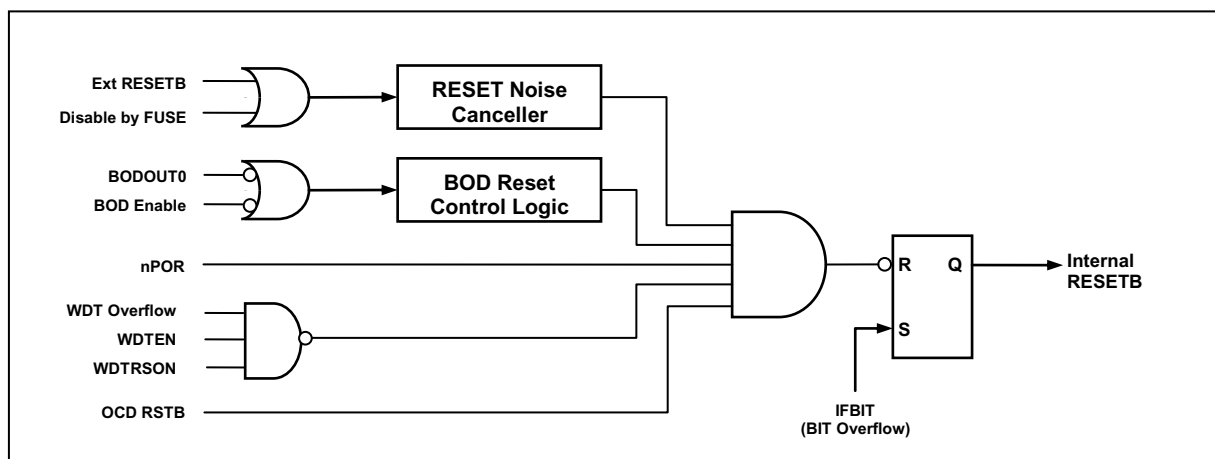 Ext RESETB
Disable by FUSE
RESET Noise
Canceller
BODOUT0
BOD Enable
BOD Reset
Control Logic
nPOR
WDT Overflow
WDTEN
WDTRSON
OCD RSTB
R
Q
S
Internal
RESETB
IFBIT
(BIT Overflow)